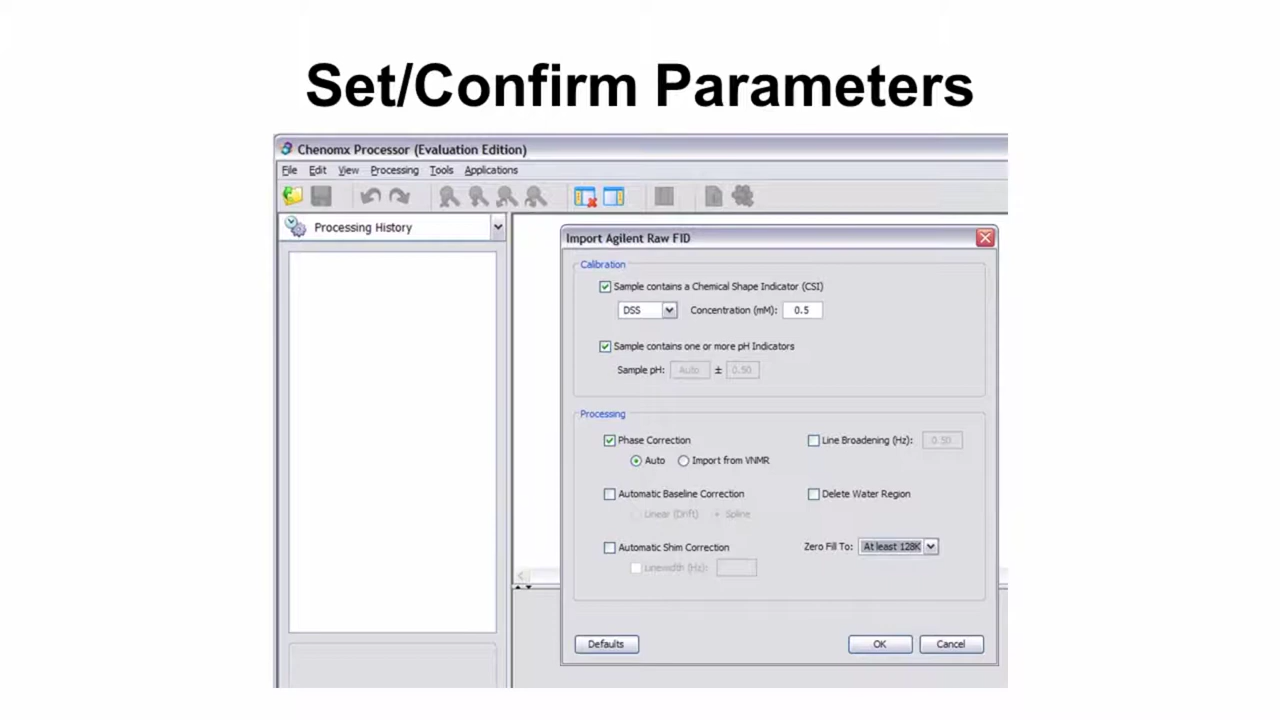 Set/Confirm Parameters
Chenomx Processor (Evaluation Edition)
File Edit View Processing Tools Applications
Processing History
Import Agilent Raw FID
Calibration
Sample contains a Chemical Shape Indicator (CSI)
DSS Concentration (mM): 0.5
Sample contains one or more pH Indicators
Sample pH: Auto ± 0.50
Processing
Phase Correction Line Broadening (Hz): 0.50
Auto Import from VNMR
Automatic Baseline Correction Delete Water Region
Linear (Drift) Spline
Automatic Shim Correction Zero Fill To: At least 128K
Linewidth (Hz):
Defaults OK Cancel